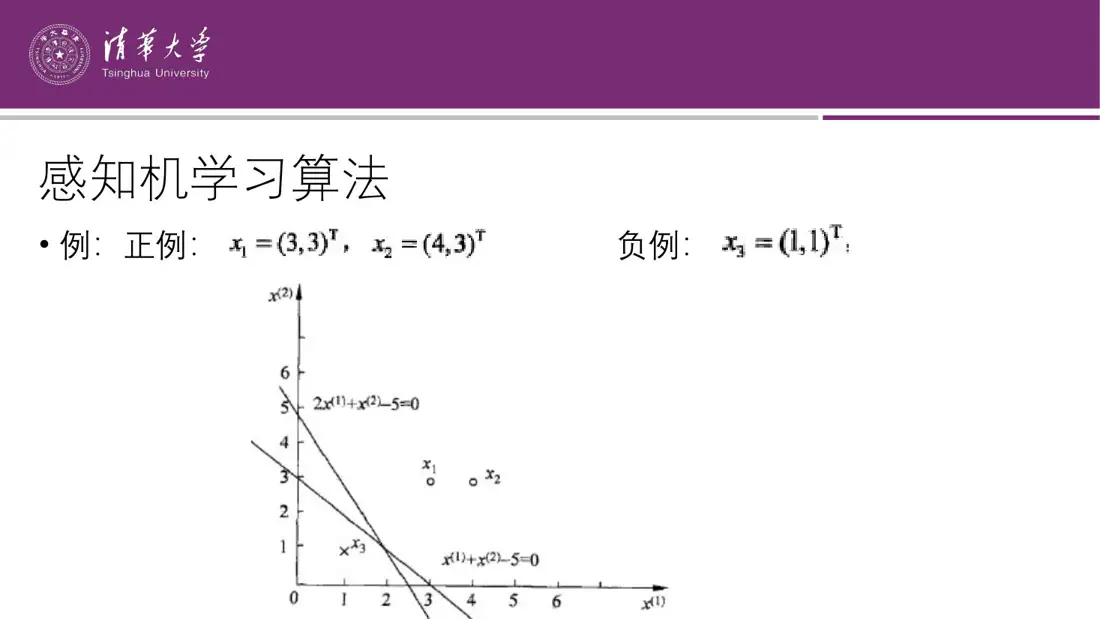 清华大学
Tsinghua University
感知机学习算法
• 例：正例： x₁ = (3,3)ᵀ， x₂ = (4,3)ᵀ 负例： x₃ = (1,1)ᵀ;
x⁽²⁾
6
5
2x⁽¹⁾+x⁽²⁾–5=0
4
3
x₁
x₂
2
1
x₃
x⁽¹⁾+x⁽²⁾–5=0
0 1 2 3 4 5 6
x⁽¹⁾